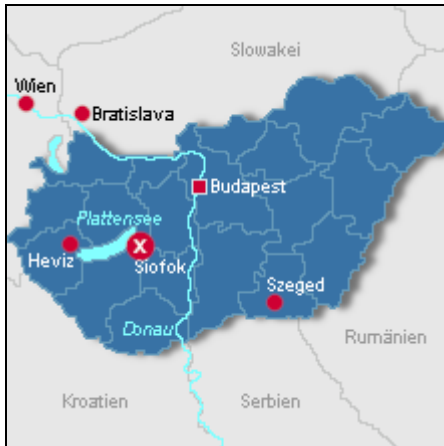 Slowakei
Wien
Bratislava
Budapest
Plattensee
X
Heviz
Siofok
Szeged
Donau
Rumänien
Kroatien
Serbien